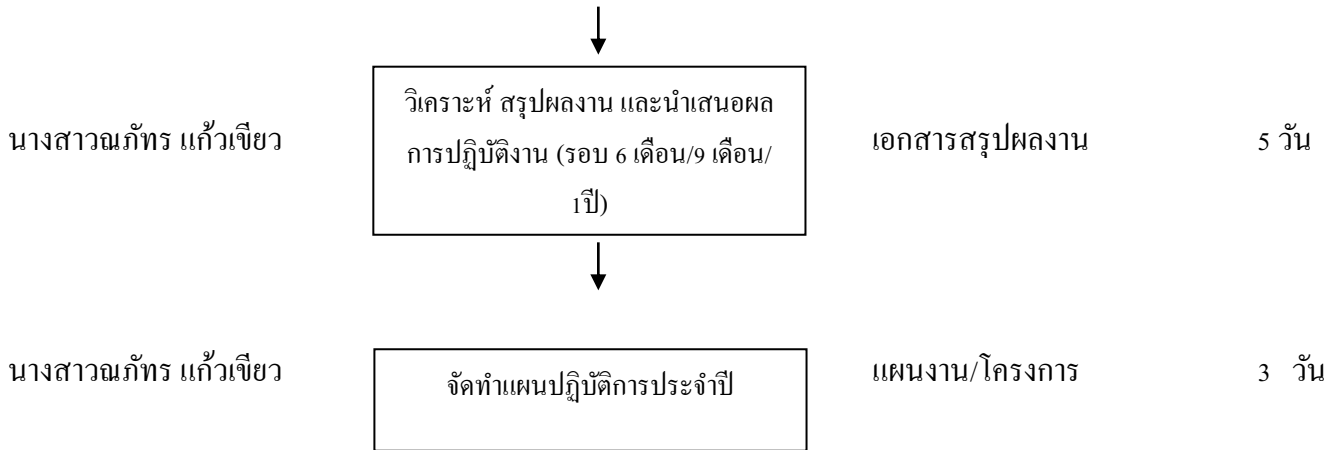 วิเคราะห์ สรุปผลงาน และนำเสนอผล
นางสาวณภัทร แก้วเขียว การปฏิบัติงาน (รอบ 6 เดือน/9 เดือน/ เอกสารสรุปผลงาน 5 วัน
1ปี)
นางสาวณภัทร แก้วเขียว จัดทำแผนปฏิบัติการประจำปี แผนงาน/โครงการ 3 วัน